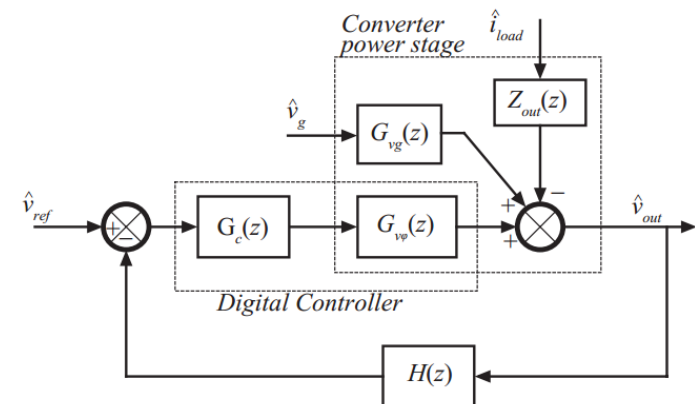 Converter
power stage
î_load
Z_out(z)
v̂_g
G_vg(z)
−
+
v̂_ref
+
−
G_c(z)
G_vφ(z)
+
v̂_out
Digital Controller
H(z)